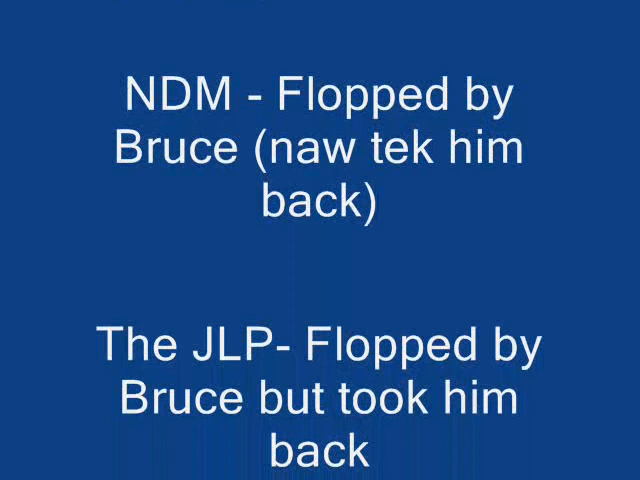 NDM - Flopped by
Bruce (naw tek him
back)
The JLP- Flopped by
Bruce but took him
back